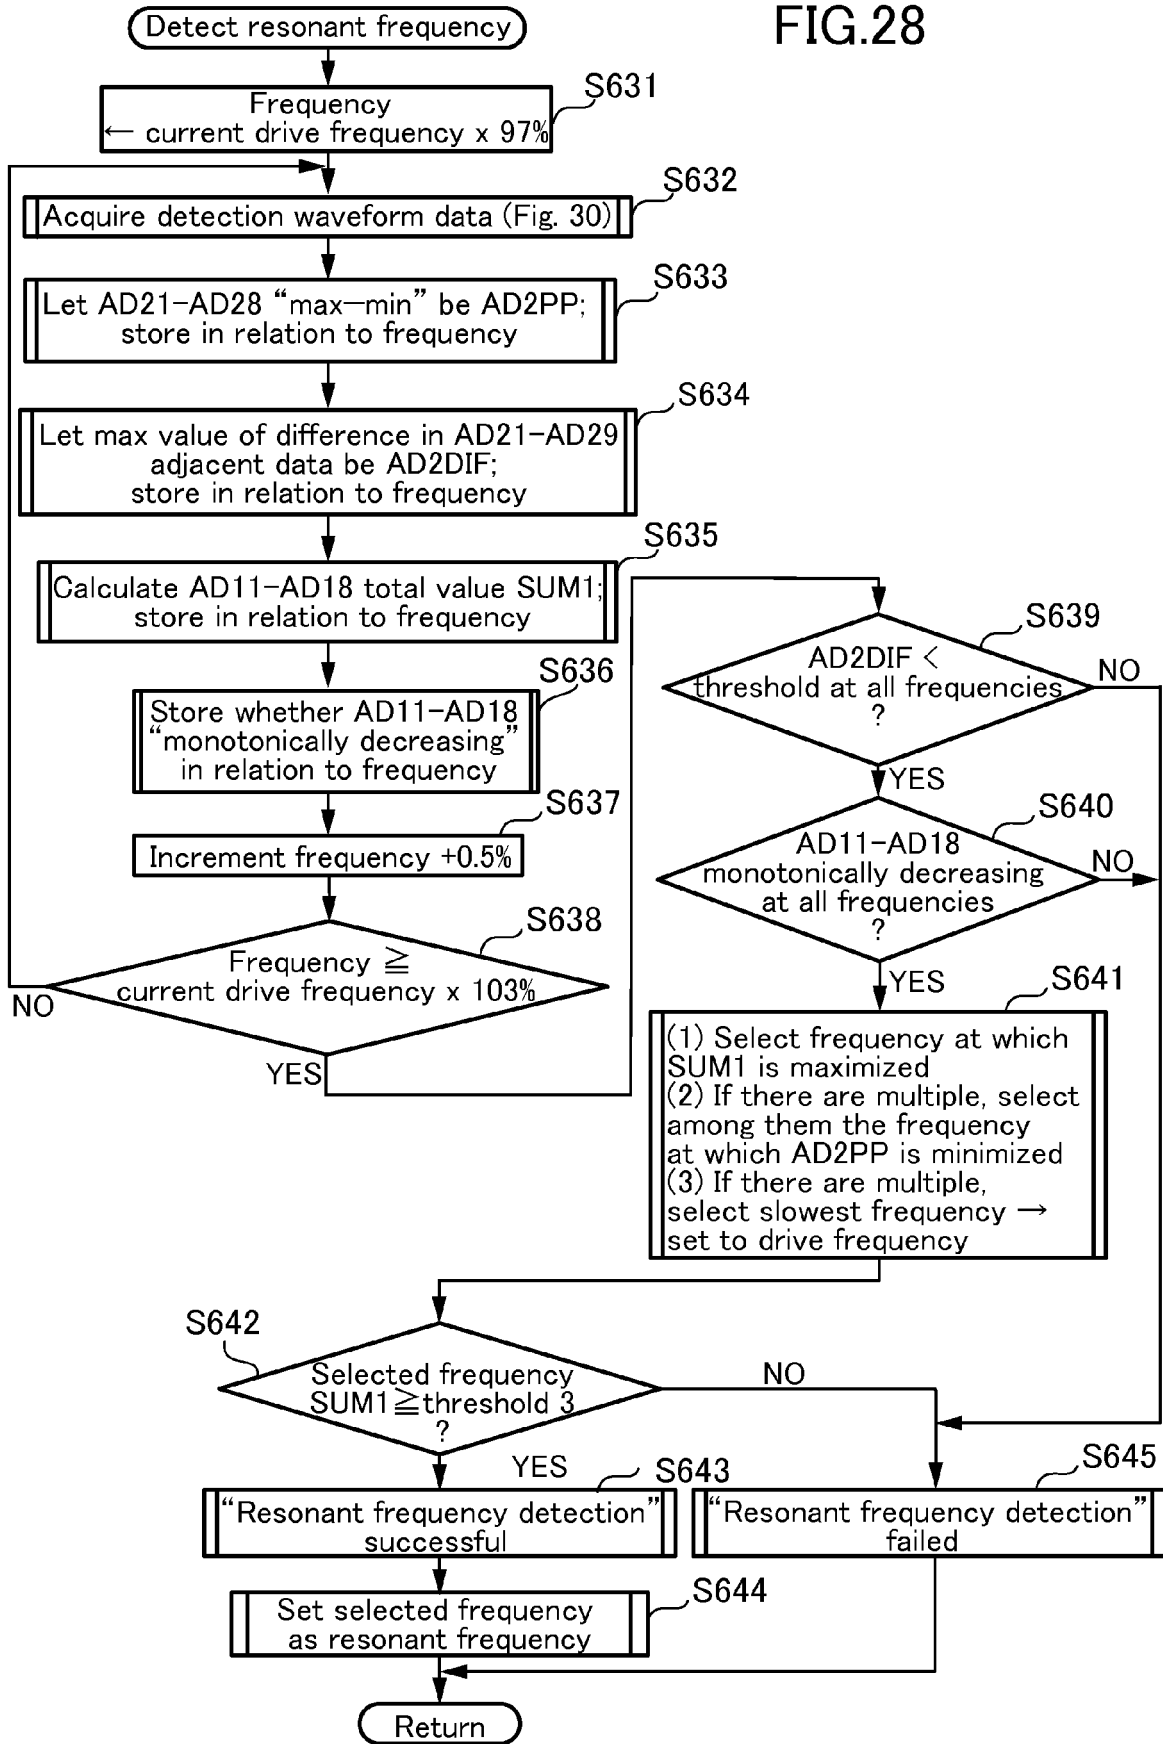 FIG.28
Detect resonant frequency
S631
Frequency
← current drive frequency x 97%
S632
Acquire detection waveform data (Fig. 30)
S633
Let AD21-AD28 “max-min” be AD2PP;
store in relation to frequency
S634
Let max value of difference in AD21-AD29
adjacent data be AD2DIF;
store in relation to frequency
S635
Calculate AD11-AD18 total value SUM1;
store in relation to frequency
S636
Store whether AD11-AD18
“monotonically decreasing”
in relation to frequency
S637
Increment frequency +0.5%
S638
Frequency ≧
current drive frequency x 103%
NO
YES
S639
AD2DIF <
threshold at all frequencies
?
NO
YES
S640
AD11-AD18
monotonically decreasing
at all frequencies
?
NO
YES
S641
(1) Select frequency at which
SUM1 is maximized
(2) If there are multiple, select
among them the frequency
at which AD2PP is minimized
(3) If there are multiple,
select slowest frequency →
set to drive frequency
S642
Selected frequency
SUM1≧threshold 3
?
NO
YES
S643
“Resonant frequency detection”
successful
S645
“Resonant frequency detection”
failed
S644
Set selected frequency
as resonant frequency
Return